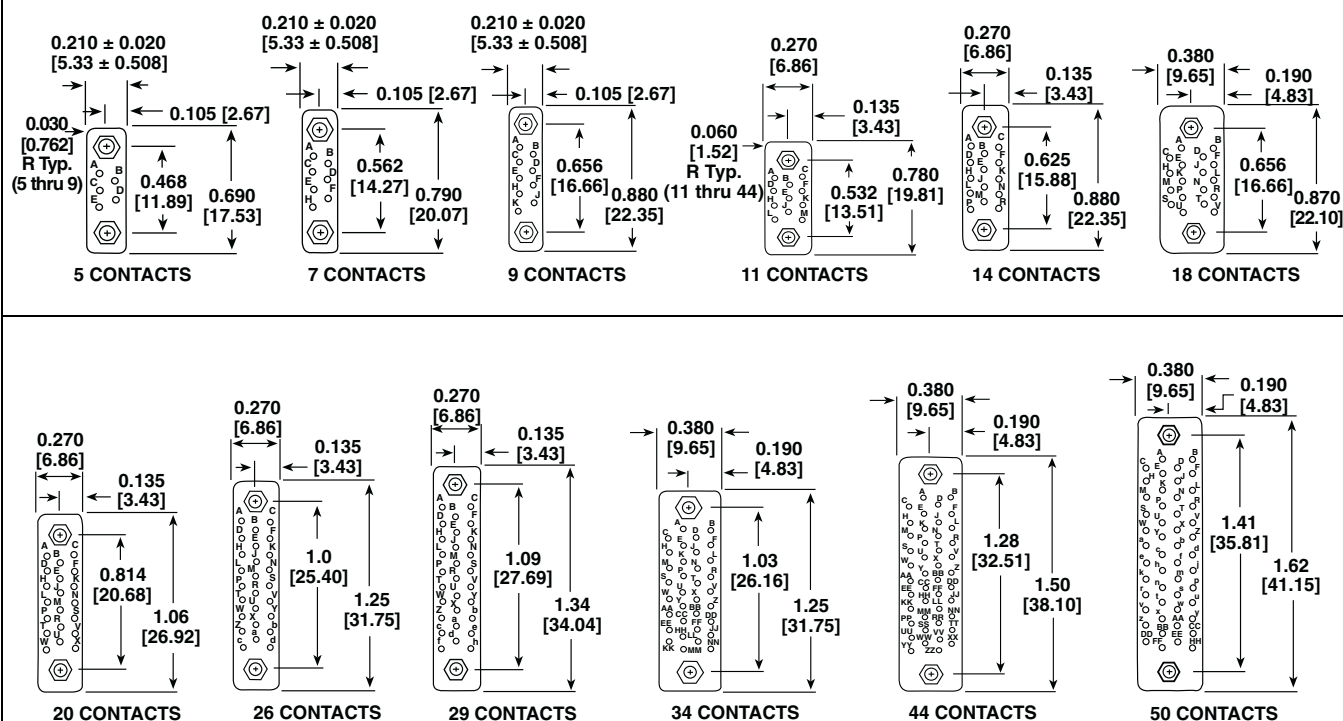 0.210 ± 0.020
[5.33 ± 0.508]
0.105 [2.67]
0.030
[0.762]
R Typ.
(5 thru 9)
A C E
B D
0.468
[11.89]
0.690
[17.53]
5 CONTACTS
0.210 ± 0.020
[5.33 ± 0.508]
0.105 [2.67]
A C E H
B D F
0.562
[14.27]
0.790
[20.07]
7 CONTACTS
0.210 ± 0.020
[5.33 ± 0.508]
0.105 [2.67]
A C E H K
B D F J
0.656
[16.66]
0.880
[22.35]
9 CONTACTS
0.270
[6.86]
0.135
[3.43]
0.060
[1.52]
R Typ.
(11 thru 44)
A D H L
B E J
C F K M
0.532
[13.51]
0.780
[19.81]
11 CONTACTS
0.270
[6.86]
0.135
[3.43]
A D H L P
B E J M
C F K N R
0.625
[15.88]
0.880
[22.35]
14 CONTACTS
0.380
[9.65]
0.190
[4.83]
C H M S
A E K P U
D J N T
B F L R V
0.656
[16.66]
0.870
[22.10]
18 CONTACTS
0.270
[6.86]
0.135
[3.43]
A D H L P T W
B E J M R U
C F K N S V X
0.814
[20.68]
1.06
[26.92]
20 CONTACTS
0.270
[6.86]
0.135
[3.43]
A D H L P T W Z c
B E J M R U X a
C F K N S V Y b d
1.0
[25.40]
1.25
[31.75]
26 CONTACTS
0.270
[6.86]
0.135
[3.43]
A D H L P T W Z c f
B E J M R U X a d
C F K N S V Y b e h
1.09
[27.69]
1.34
[34.04]
29 CONTACTS
0.380
[9.65]
0.190
[4.83]
1.03
[26.16]
1.25
[31.75]
34 CONTACTS
0.380
[9.65]
0.190
[4.83]
1.28
[32.51]
1.50
[38.10]
44 CONTACTS
0.380
[9.65]
0.190
[4.83]
1.41
[35.81]
1.62
[41.15]
50 CONTACTS